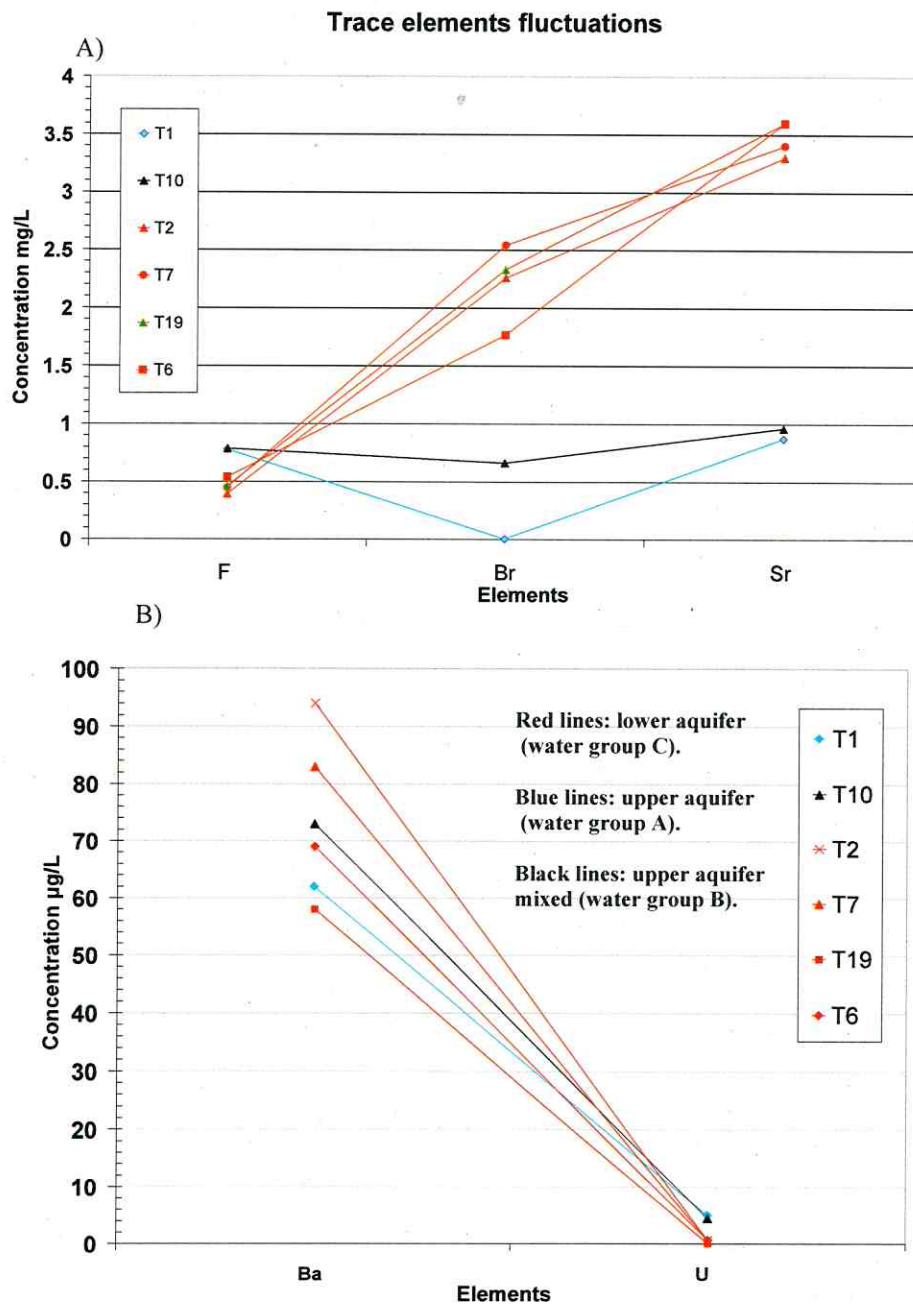 Trace elements fluctuations
A)
4
3.5
3
2.5
2
1.5
1
0.5
0
Concentration mg/L
T1
T10
T2
T7
T19
T6
F Br Sr
Elements
B)
100
90
80
70
60
50
40
30
20
10
0
Concentration µg/L
Red lines: lower aquifer
(water group C).
Blue lines: upper aquifer
(water group A).
Black lines: upper aquifer
mixed (water group B).
T1
T10
T2
T7
T19
T6
Ba U
Elements